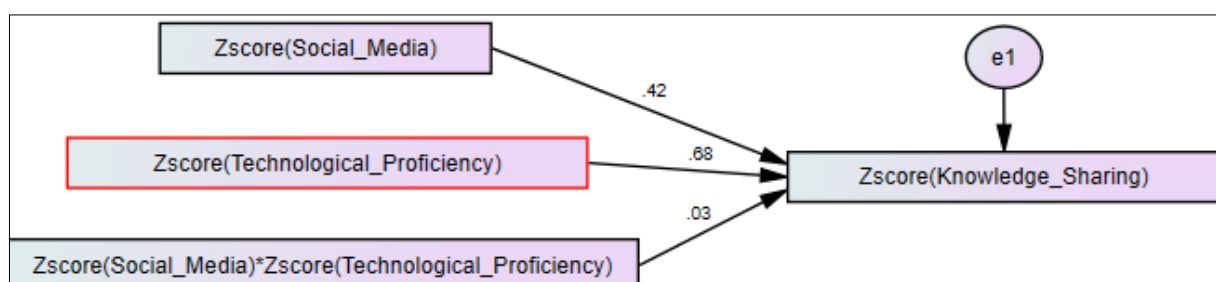 Zscore(Social_Media)
e1
.42
Zscore(Technological_Proficiency)
.68
Zscore(Knowledge_Sharing)
.03
Zscore(Social_Media)*Zscore(Technological_Proficiency)